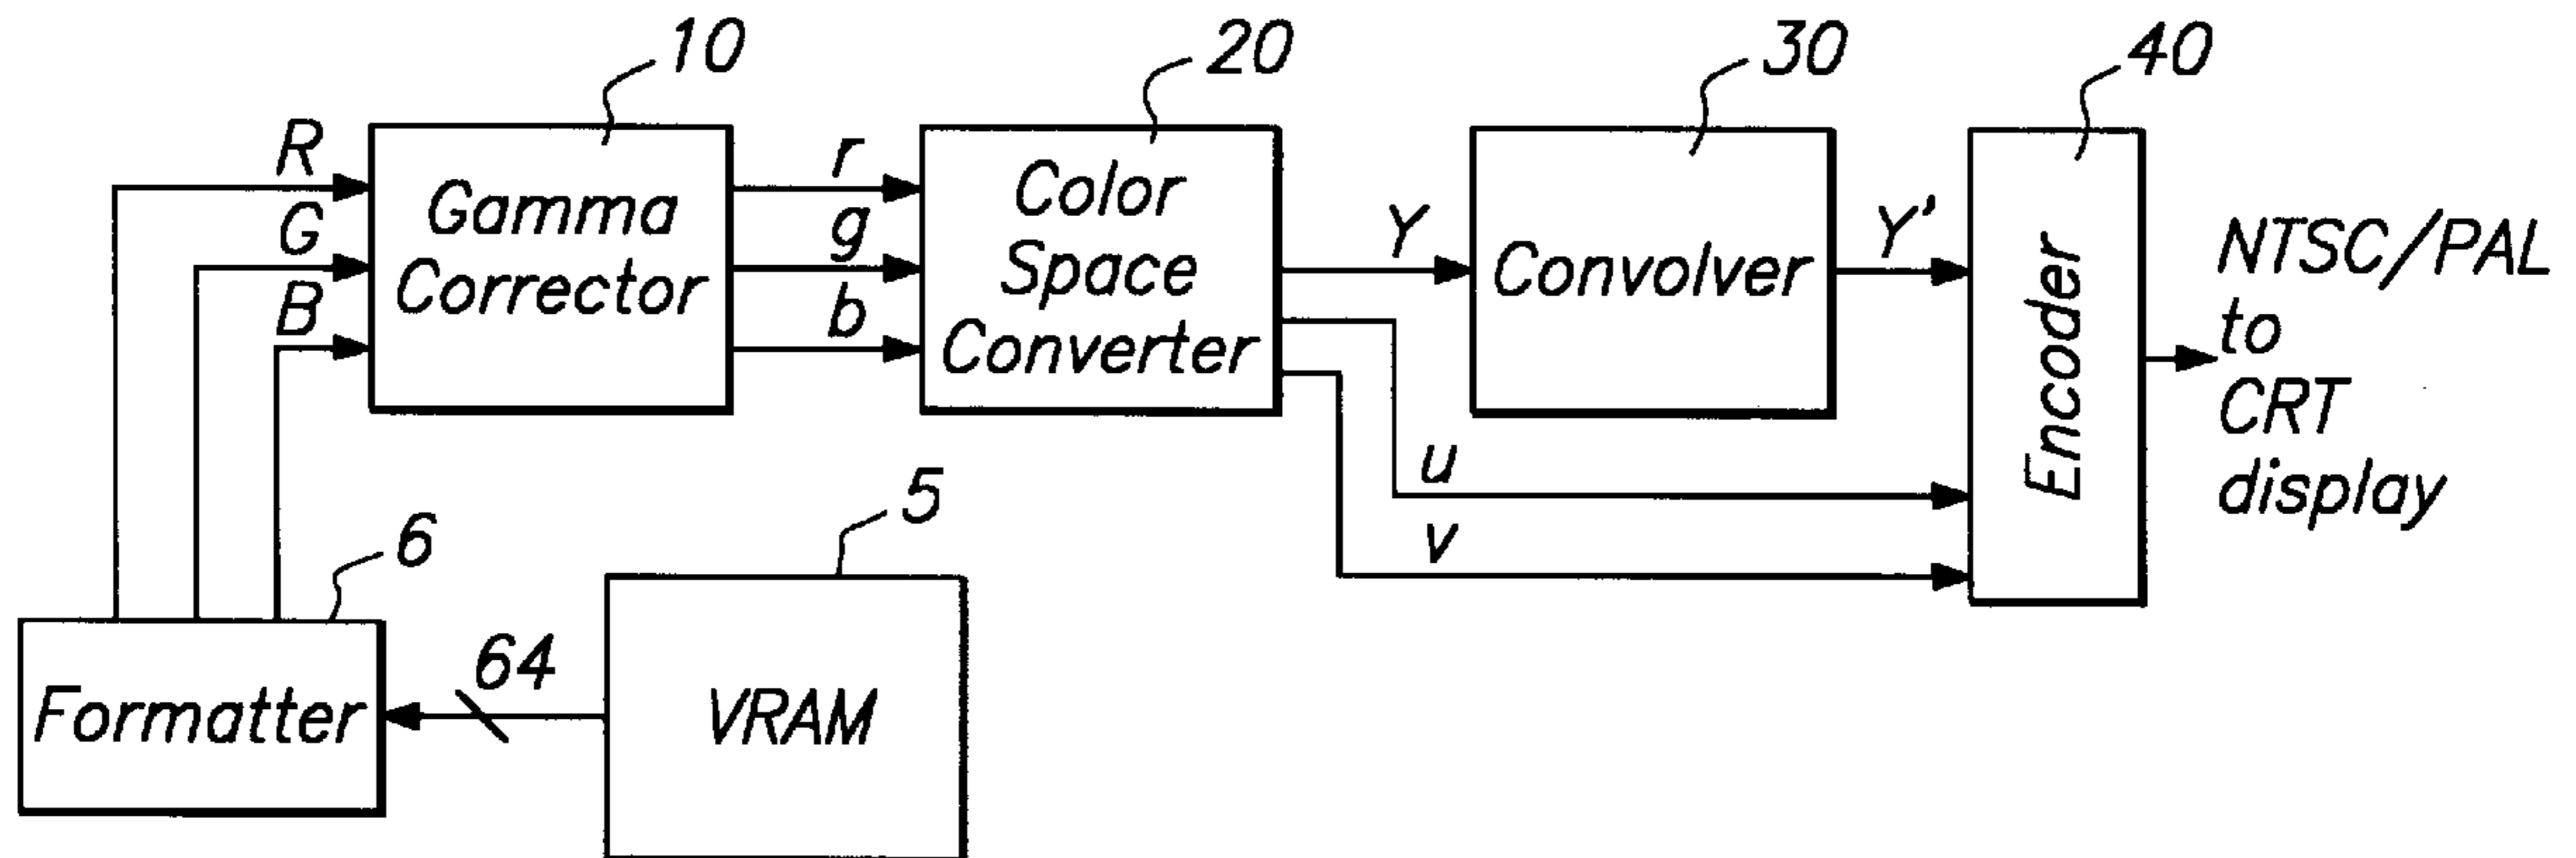 10
20
30
40
R
G
B
Gamma
Corrector
r
g
b
Color
Space
Converter
Y
Convolver
Y'
Encoder
NTSC/PAL
to
CRT
display
u
v
5
6
64
Formatter
VRAM